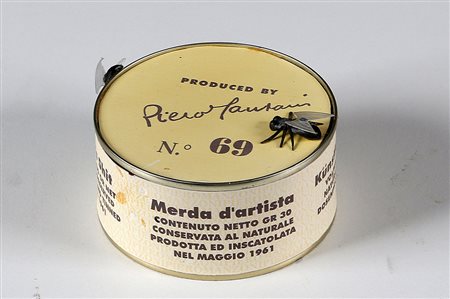 PRODUCED BY
Piero Manzoni
N.º 69
Merda d'artista
CONTENUTO NETTO GR 30
CONSERVATA AL NATURALE
PRODOTTA ED INSCATOLATA
NEL MAGGIO 1961